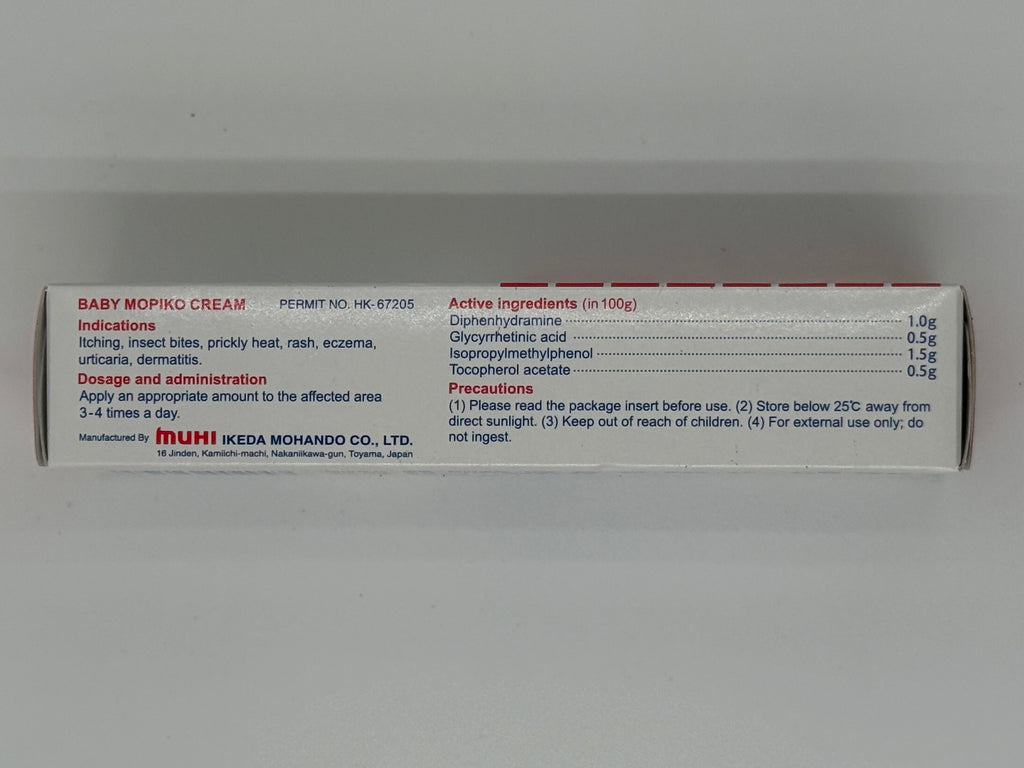 BABY MOPIKO CREAM PERMIT NO. HK-67205
Indications
Itching, insect bites, prickly heat, rash, eczema,
urticaria, dermatitis.
Dosage and administration
Apply an appropriate amount to the affected area
3-4 times a day.
Manufactured By MUHI IKEDA MOHANDO CO., LTD.
16 Jinden, Kamiichi-machi, Nakaniikawa-gun, Toyama, Japan
Active ingredients (in 100g)
Diphenhydramine 1.0g
Glycyrrhetinic acid 0.5g
Isopropylmethylphenol 1.5g
Tocopherol acetate 0.5g
Precautions
(1) Please read the package insert before use. (2) Store below 25℃ away from
direct sunlight. (3) Keep out of reach of children. (4) For external use only; do
not ingest.